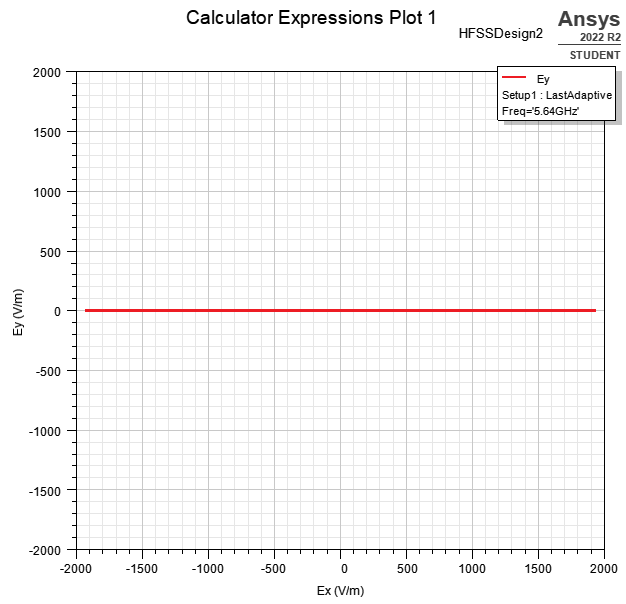 Calculator Expressions Plot 1
HFSSDesign2
Ansys
2022 R2
STUDENT
Ey
Setup1 : LastAdaptive
Freq='5.64GHz'
2000
1500
1000
500
0
-500
-1000
-1500
-2000
Ey (V/m)
-2000 -1500 -1000 -500 0 500 1000 1500 2000
Ex (V/m)